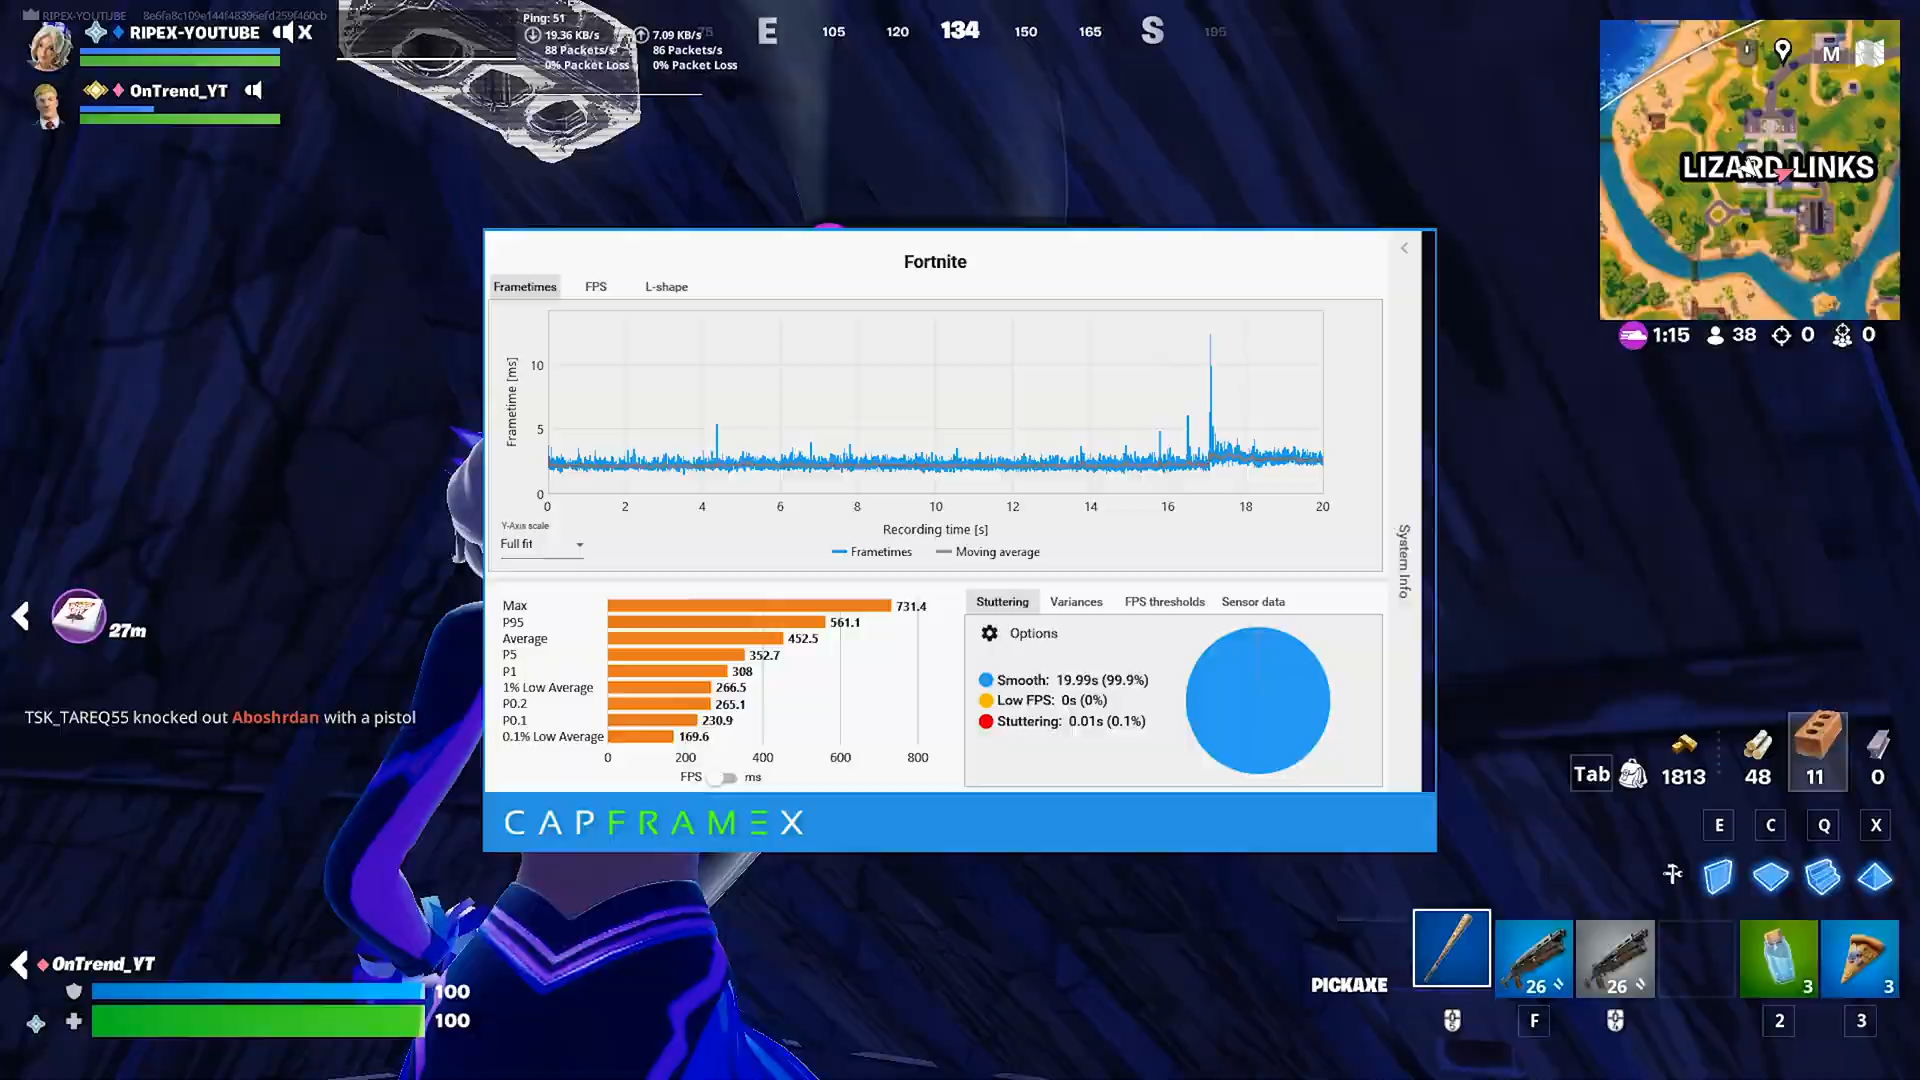 RIPEX-YOUTUBE 8e6fa8c109e144f48396efd259f460cb
RIPEX-YOUTUBE X
OnTrend_YT
Ping: 51
19.36 KB/s 7.09 KB/s
88 Packets/s 86 Packets/s
0% Packet Loss 0% Packet Loss
E 105 120 134 150 165 S 195
M
LIZARD LINKS
1:15 38 0 0
Fortnite
Frametimes FPS L-shape
Frametime [ms]
10
5
0
0 2 4 6 8 10 12 14 16 18 20
Recording time [s]
Y-Axis scale
Full fit
Frametimes Moving average
System Info
Max 731.4
P95 561.1
Average 452.5
P5 352.7
P1 308
1% Low Average 266.5
P0.2 265.1
P0.1 230.9
0.1% Low Average 169.6
0 200 400 600 800
FPS ms
Stuttering Variances FPS thresholds Sensor data
Options
Smooth: 19.99s (99.9%)
Low FPS: 0s (0%)
Stuttering: 0.01s (0.1%)
CAPFRAMEX
27m
TSK_TAREQ55 knocked out Aboshrdan with a pistol
Tab 1813 48 11 0
E C Q X
OnTrend_YT
100
100
PICKAXE
26 26 3 3
5 F 4 2 3